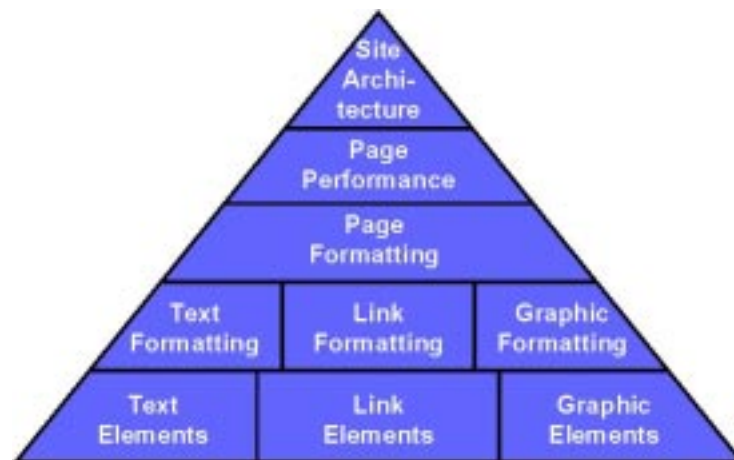 Site
Archi-
tecture
Page
Performance
Page
Formatting
Text
Formatting
Link
Formatting
Graphic
Formatting
Text
Elements
Link
Elements
Graphic
Elements